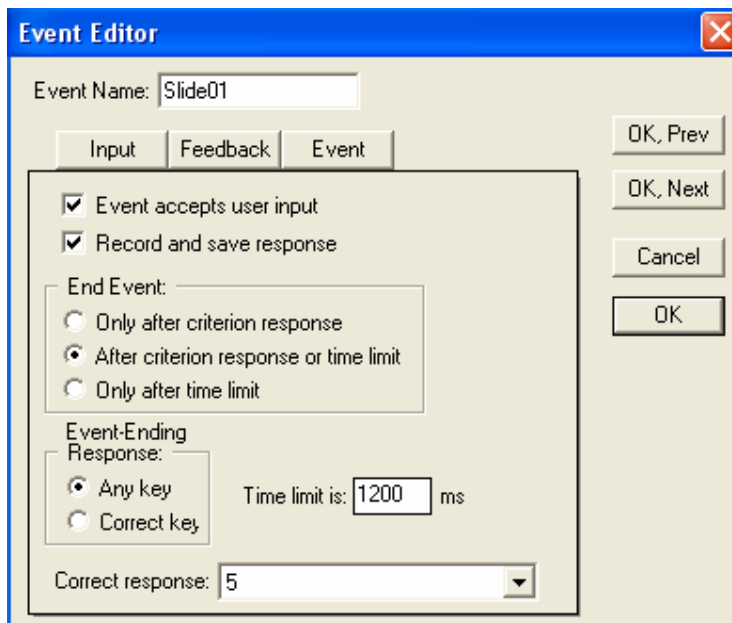 Event Editor
Event Name: Slide01
OK, Prev
Input Feedback Event
OK, Next
Event accepts user input
Record and save response
Cancel
End Event:
OK
Only after criterion response
After criterion response or time limit
Only after time limit
Event-Ending
Response:
Any key
Time limit is: 1200 ms
Correct key
Correct response: 5